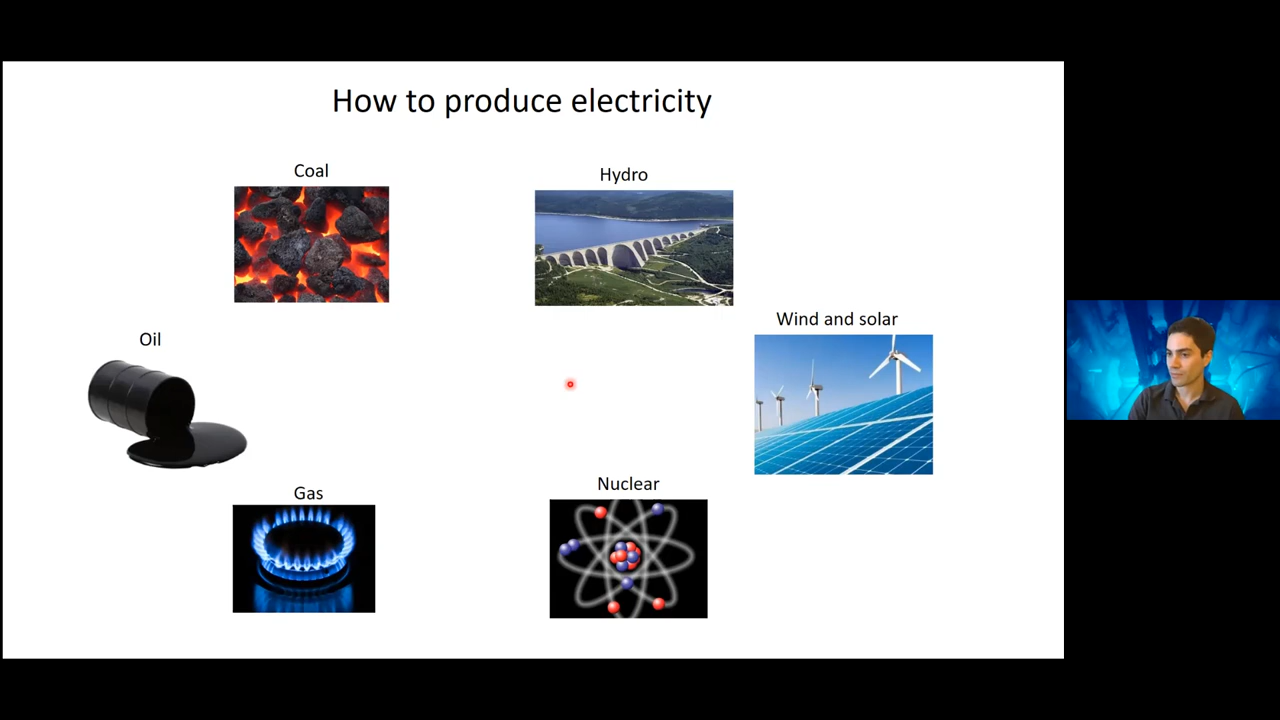 How to produce electricity
Coal
Hydro
Wind and solar
Oil
Nuclear
Gas